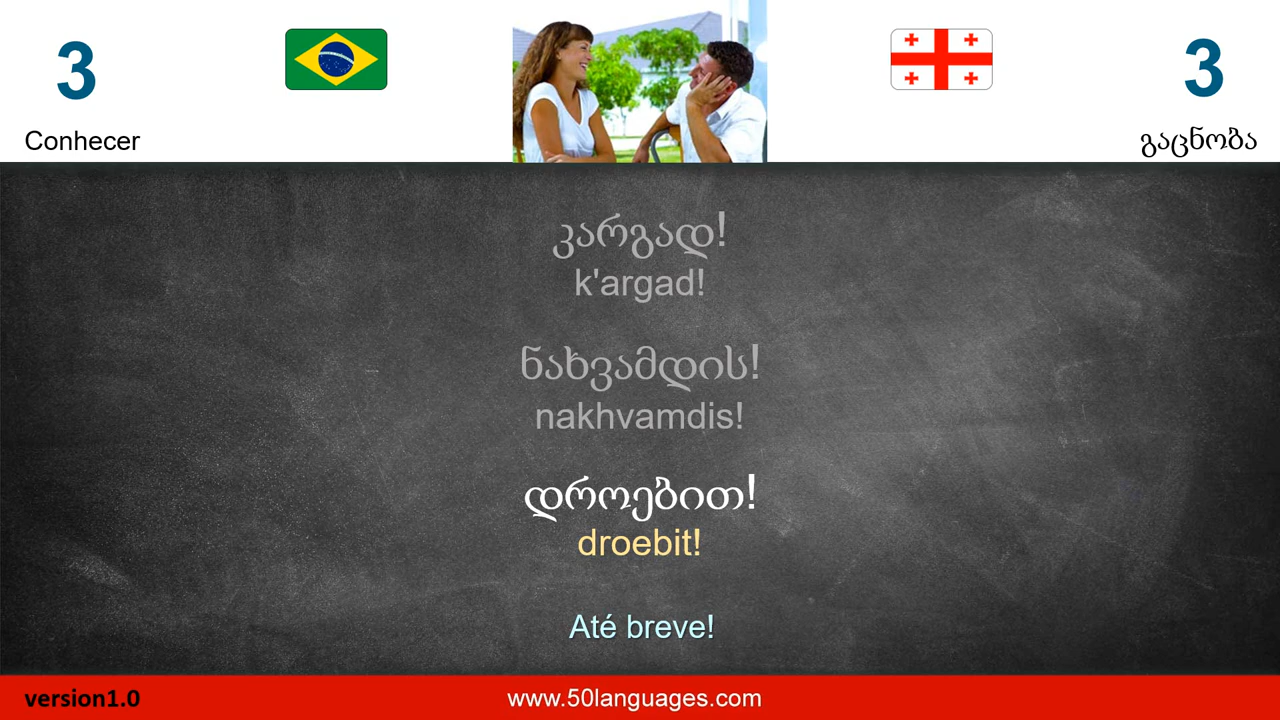 3
3
Conhecer
გაცნობა
კარგად!
k'argad!
ნახვამდის!
nakhvamdis!
დროებით!
droebit!
Até breve!
version1.0
www.50languages.com